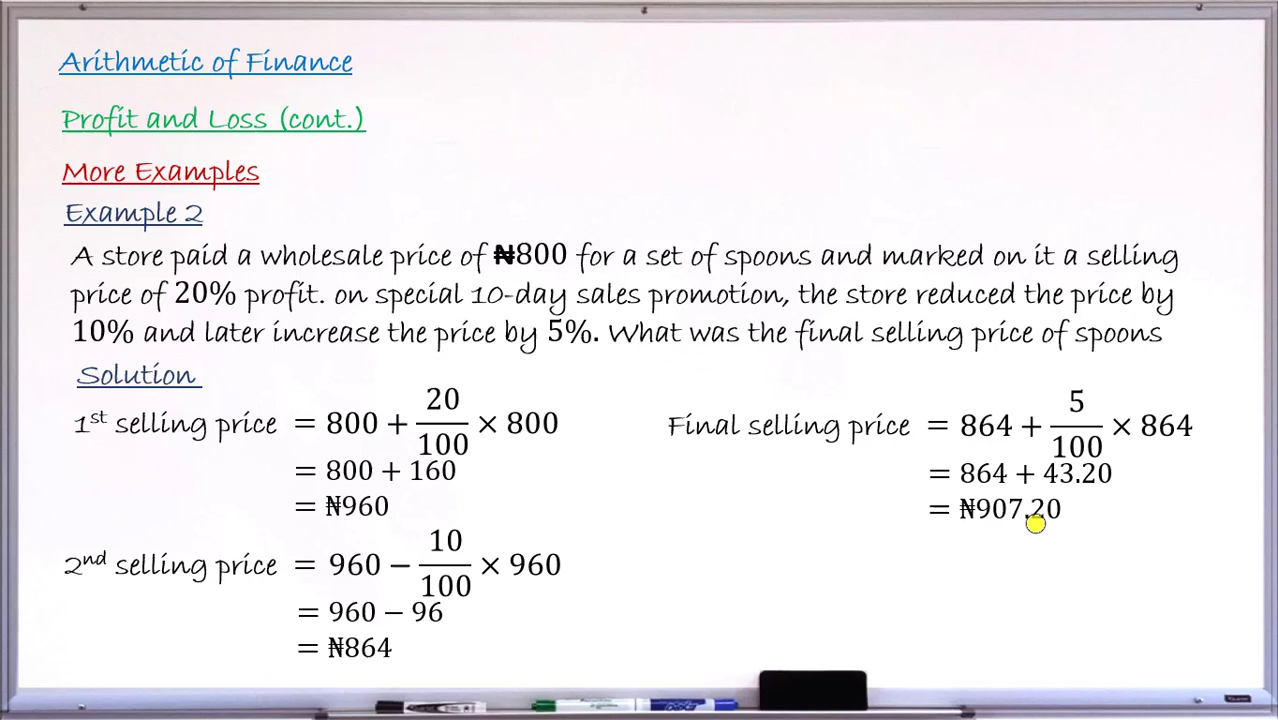 Arithmetic of Finance
Profit and Loss (cont.)
More Examples
Example 2
A store paid a wholesale price of ₦800 for a set of spoons and marked on it a selling
price of 20% profit. on special 10-day sales promotion, the store reduced the price by
10% and later increase the price by 5%. What was the final selling price of spoons
Solution
1st selling price = 800 + 20/100 × 800
= 800 + 160
= ₦960
2nd selling price = 960 − 10/100 × 960
= 960 − 96
= ₦864
Final selling price = 864 + 5/100 × 864
= 864 + 43.20
= ₦907.20